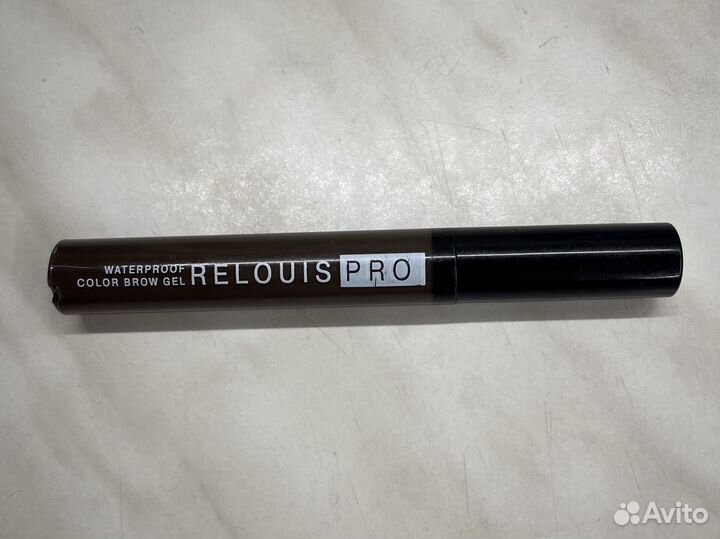 WATERPROOF
COLOR BROW GEL
RELOUIS PRO
Avito